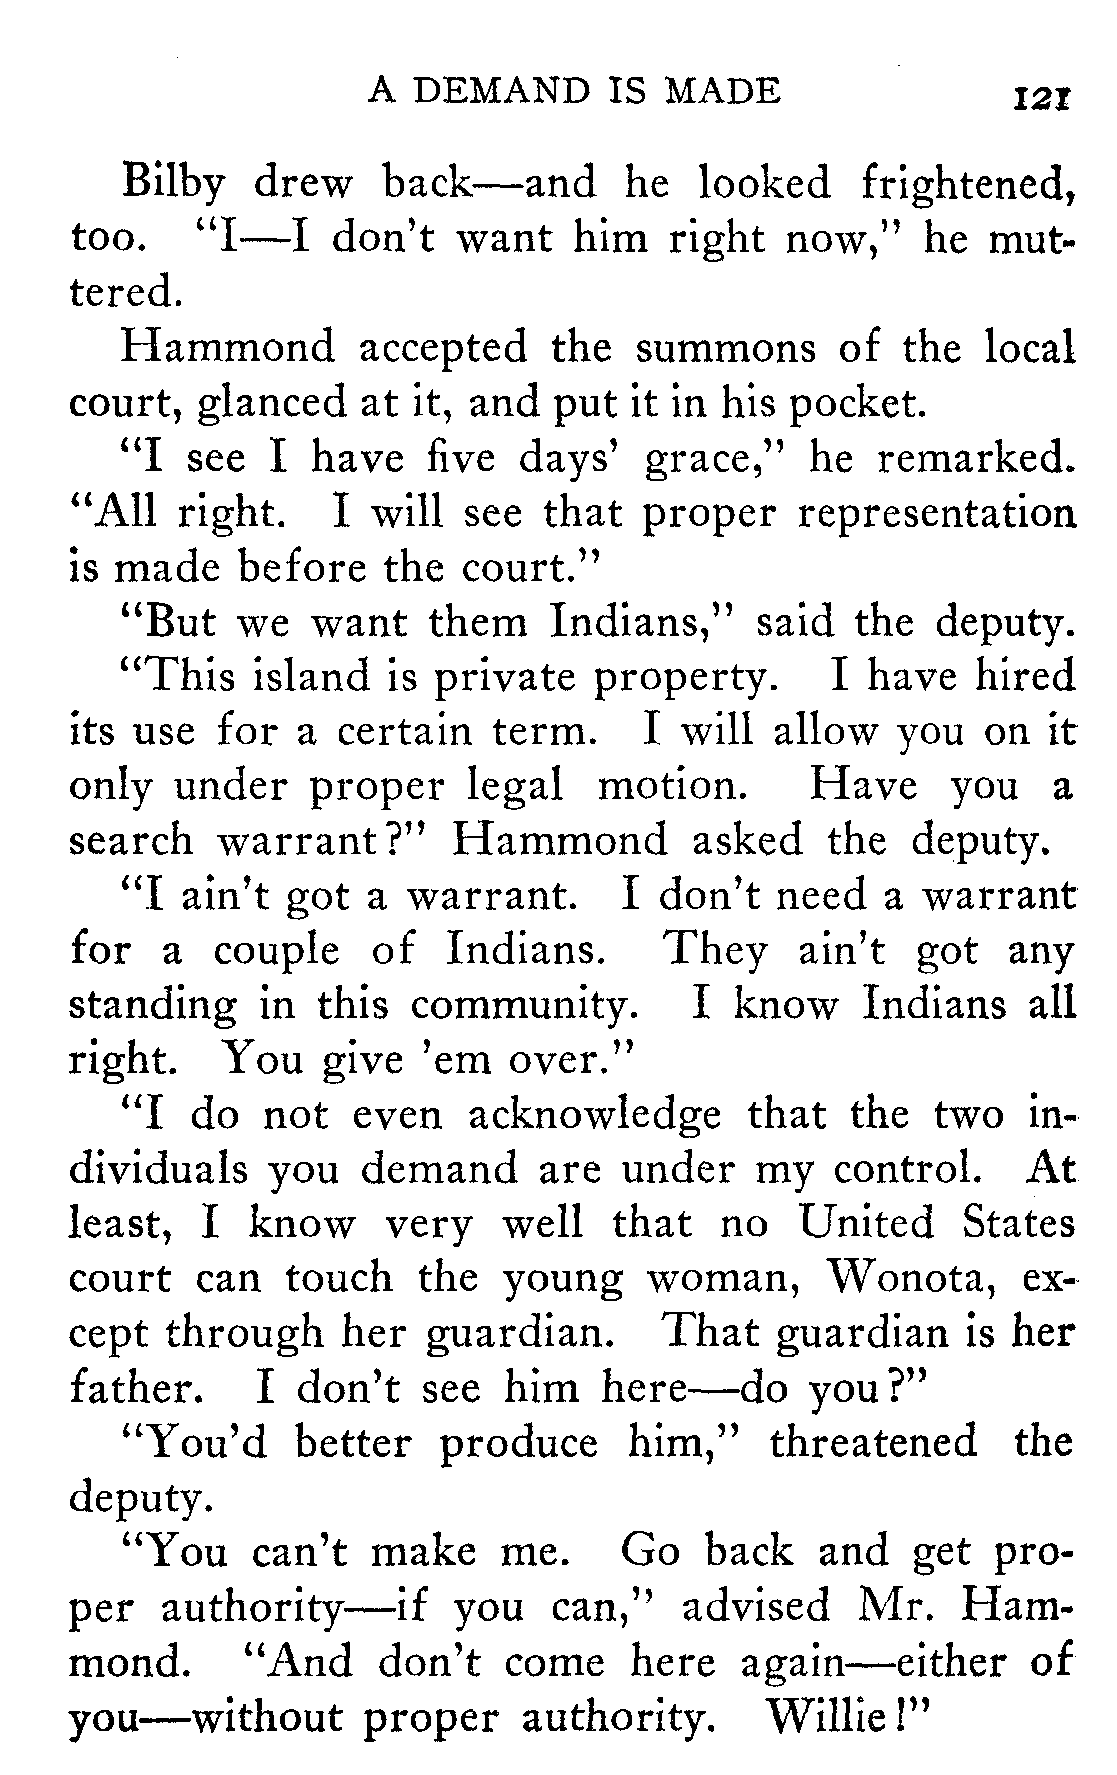 A DEMAND IS MADE 121
Bilby drew back—and he looked frightened,
too. “I—I don’t want him right now,” he mut-
tered.
Hammond accepted the summons of the local
court, glanced at it, and put it in his pocket.
“I see I have five days’ grace,” he remarked.
“All right. I will see that proper representation
is made before the court.”
“But we want them Indians,” said the deputy.
“This island is private property. I have hired
its use for a certain term. I will allow you on it
only under proper legal motion. Have you a
search warrant?” Hammond asked the deputy.
“I ain’t got a warrant. I don’t need a warrant
for a couple of Indians. They ain’t got any
standing in this community. I know Indians all
right. You give ’em over.”
“I do not even acknowledge that the two in-
dividuals you demand are under my control. At
least, I know very well that no United States
court can touch the young woman, Wonota, ex-
cept through her guardian. That guardian is her
father. I don’t see him here—do you?”
“You’d better produce him,” threatened the
deputy.
“You can’t make me. Go back and get pro-
per authority—if you can,” advised Mr. Ham-
mond. “And don’t come here again—either of
you—without proper authority. Willie!”